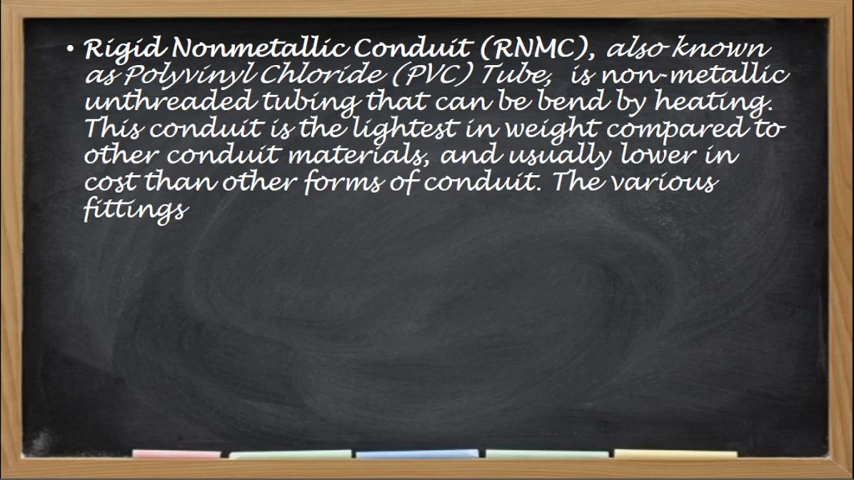 • Rigid Nonmetallic Conduit (RNMC), also known
as Polyvinyl Chloride (PVC) Tube, is non-metallic
unthreaded tubing that can be bend by heating.
This conduit is the lightest in weight compared to
other conduit materials, and usually lower in
cost than other forms of conduit. The various
fittings